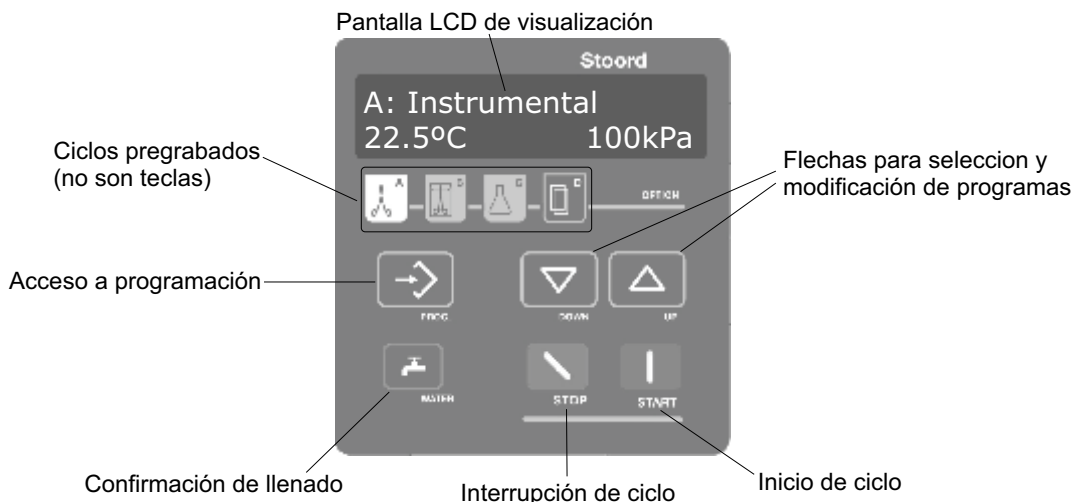 Pantalla LCD de visualización
Stoord
A: Instrumental
22.5ºC 100kPa
Ciclos pregrabados
(no son teclas)
Flechas para seleccion y
modificación de programas
A
OPTION
Acceso a programación
PROG.
DOWN
UP
WATER
STOP
START
Confirmación de llenado
Interrupción de ciclo
Inicio de ciclo